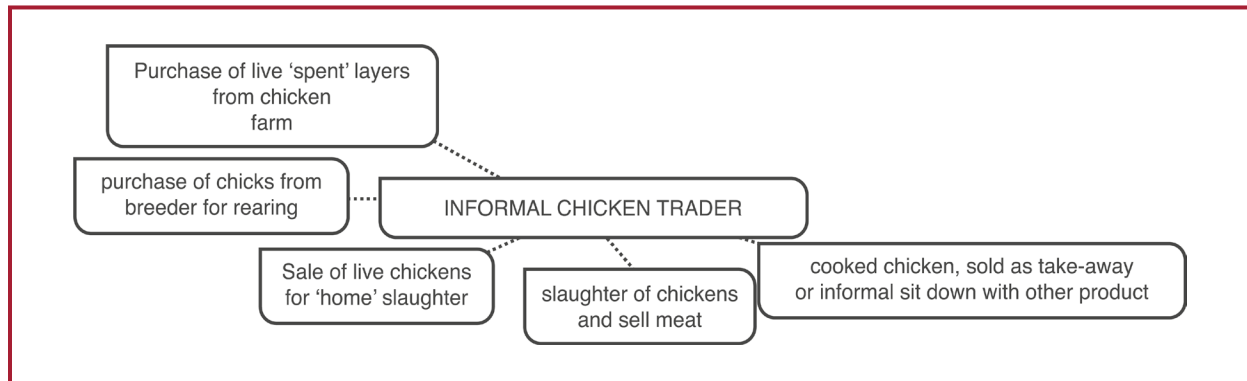 Purchase of live ‘spent’ layers
from chicken
farm
purchase of chicks from
breeder for rearing
INFORMAL CHICKEN TRADER
Sale of live chickens
for ‘home’ slaughter
slaughter of chickens
and sell meat
cooked chicken, sold as take-away
or informal sit down with other product